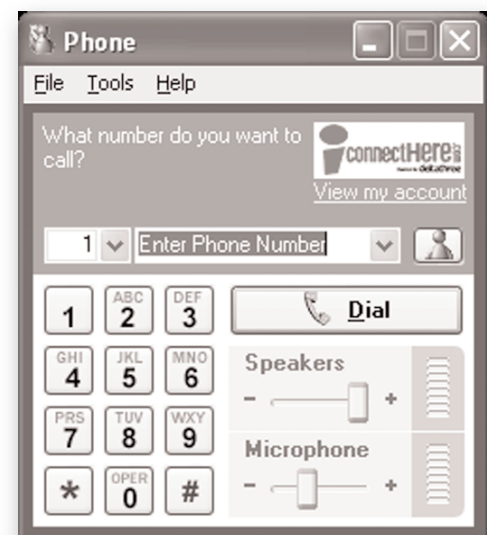 Phone
File Tools Help
What number do you want to
call?
iconnectHere
deltathree
View my account
1 Enter Phone Number
1
ABC
2
DEF
3
Dial
GHI
4
JKL
5
MNO
6
Speakers
- +
PRS
7
TUV
8
WXY
9
Microphone
- +
*
OPER
0
#